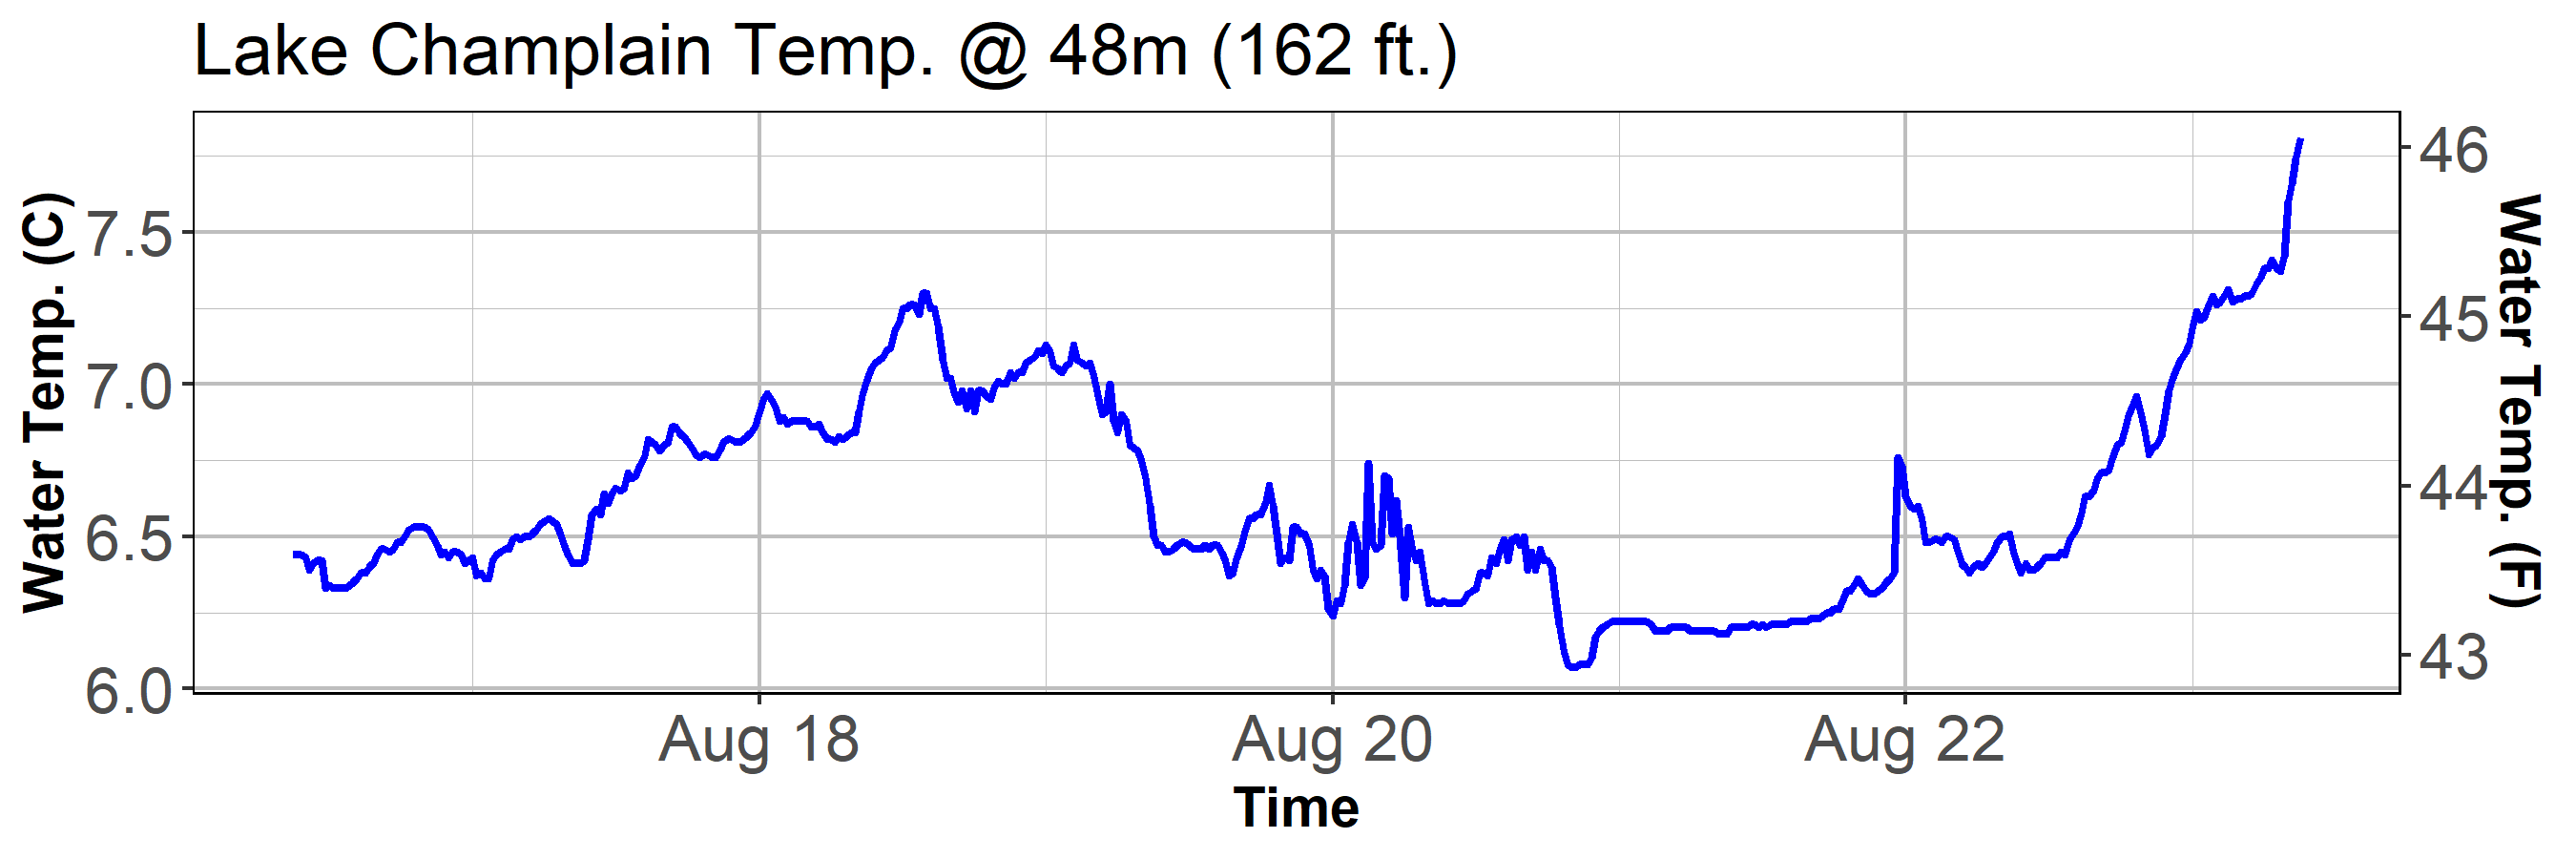 Lake Champlain Temp. @ 48m (162 ft.)
Water Temp. (C)
7.5
7.0
6.5
6.0
46
45
44
43
Water Temp. (F)
Aug 18
Aug 20
Aug 22
Time